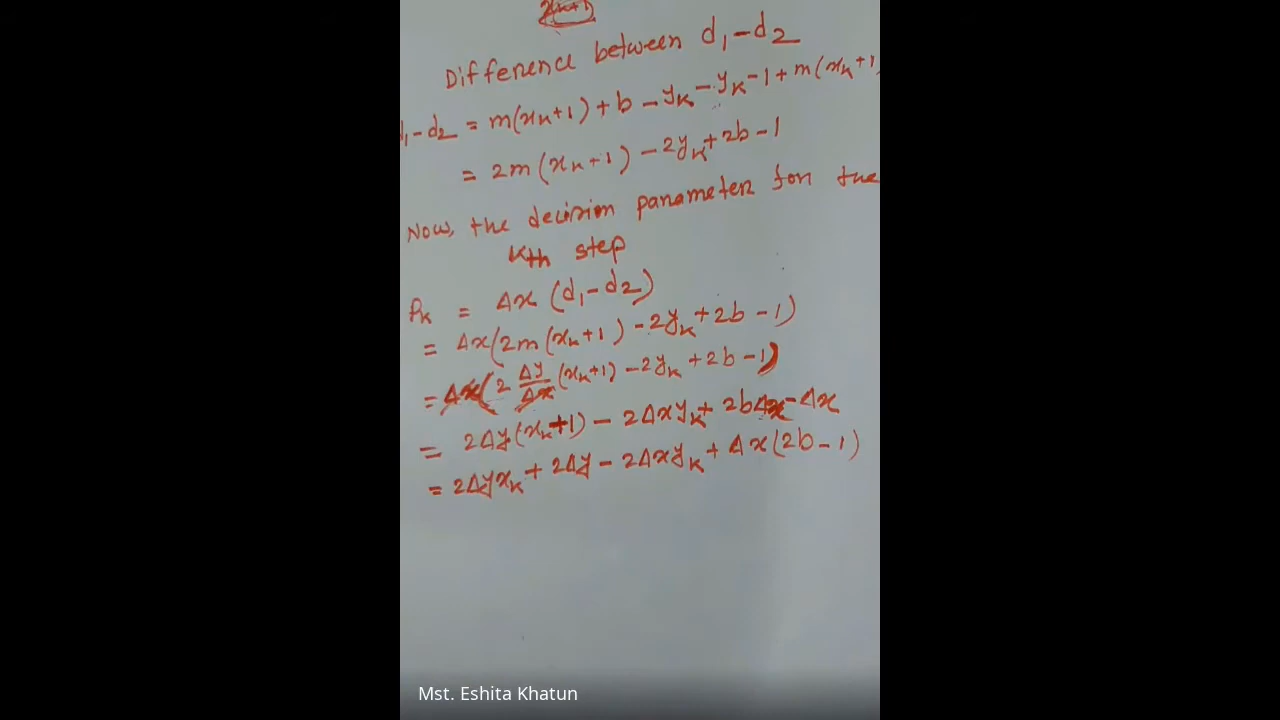 Difference between d₁-d₂
d₁-d₂ = m(xₖ+1) + b - yₖ - yₖ - 1 + m(xₖ+1)
= 2m(xₖ+1) - 2yₖ + 2b - 1
Now, the decision parameter for the
kth step
Pₖ = Δx (d₁-d₂)
= Δx(2m(xₖ+1) - 2yₖ + 2b - 1)
= Δx(2 Δy/Δx (xₖ+1) - 2yₖ + 2b - 1)
= 2Δy(xₖ+1) - 2Δxyₖ + 2bΔx - Δx
= 2Δyxₖ + 2Δy - 2Δxyₖ + Δx(2b - 1)
Mst. Eshita Khatun